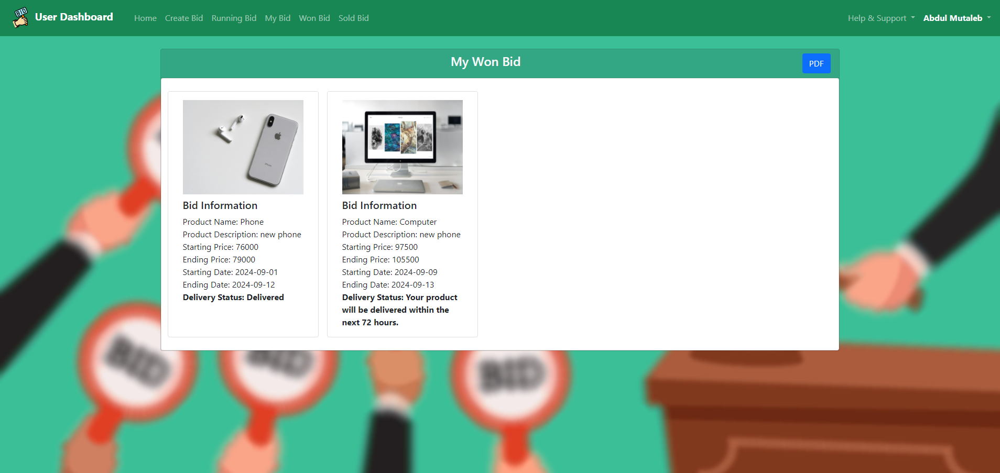 BID
User Dashboard
Home
Create Bid
Running Bid
My Bid
Won Bid
Sold Bid
Help & Support
Abdul Mutaleb
My Won Bid
PDF
iPhone
Bid Information
Product Name: Phone
Product Description: new phone
Starting Price: 76000
Ending Price: 79000
Starting Date: 2024-09-01
Ending Date: 2024-09-12
Delivery Status: Delivered
Bid Information
Product Name: Computer
Product Description: new phone
Starting Price: 97500
Ending Price: 105500
Starting Date: 2024-09-09
Ending Date: 2024-09-13
Delivery Status: Your product
will be delivered within the
next 72 hours.
BID
BID
BID